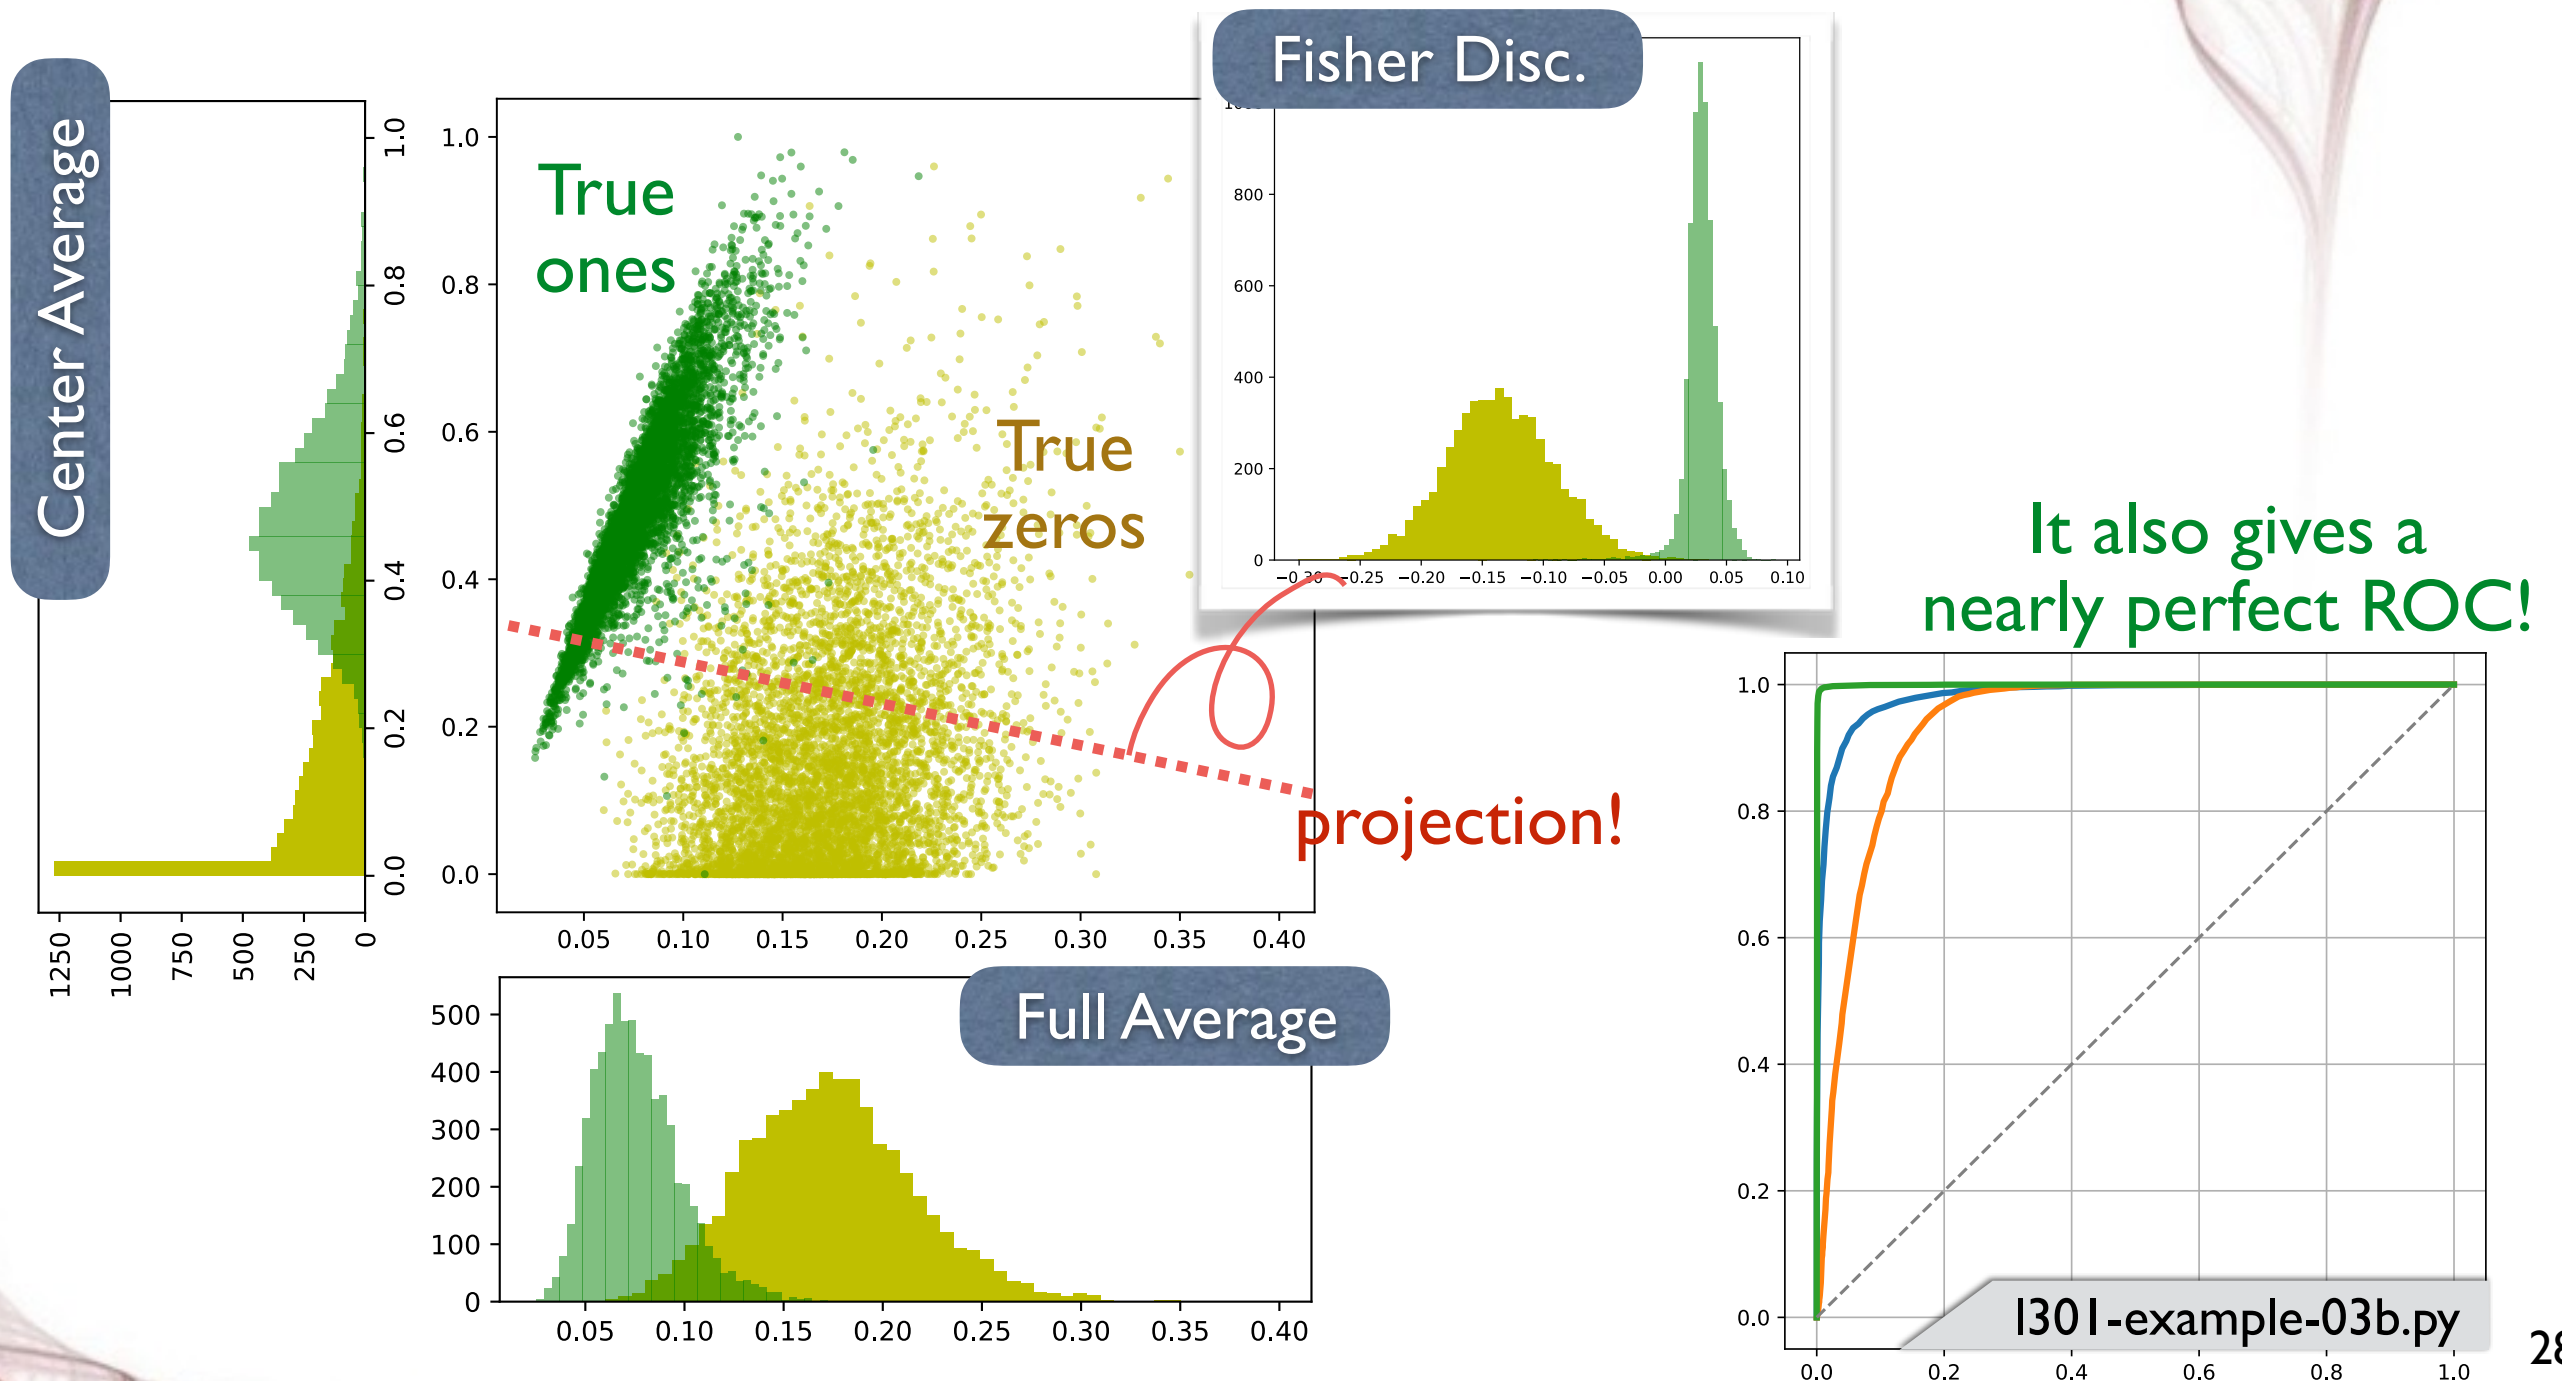 Fisher Disc.
Center Average
1.0
0.8
0.6
0.4
0.2
0.0
1250
1000
750
500
250
0
True
ones
True
zeros
1.0
0.8
0.6
0.4
0.2
0.0
0.05 0.10 0.15 0.20 0.25 0.30 0.35 0.40
800
600
400
200
0
−0.30 −0.25 −0.20 −0.15 −0.10 −0.05 0.00 0.05 0.10
projection!
Full Average
500
400
300
200
100
0
0.05 0.10 0.15 0.20 0.25 0.30 0.35 0.40
It also gives a
nearly perfect ROC!
1.0
0.8
0.6
0.4
0.2
0.0
0.0 0.2 0.4 0.6 0.8 1.0
l301-example-03b.py